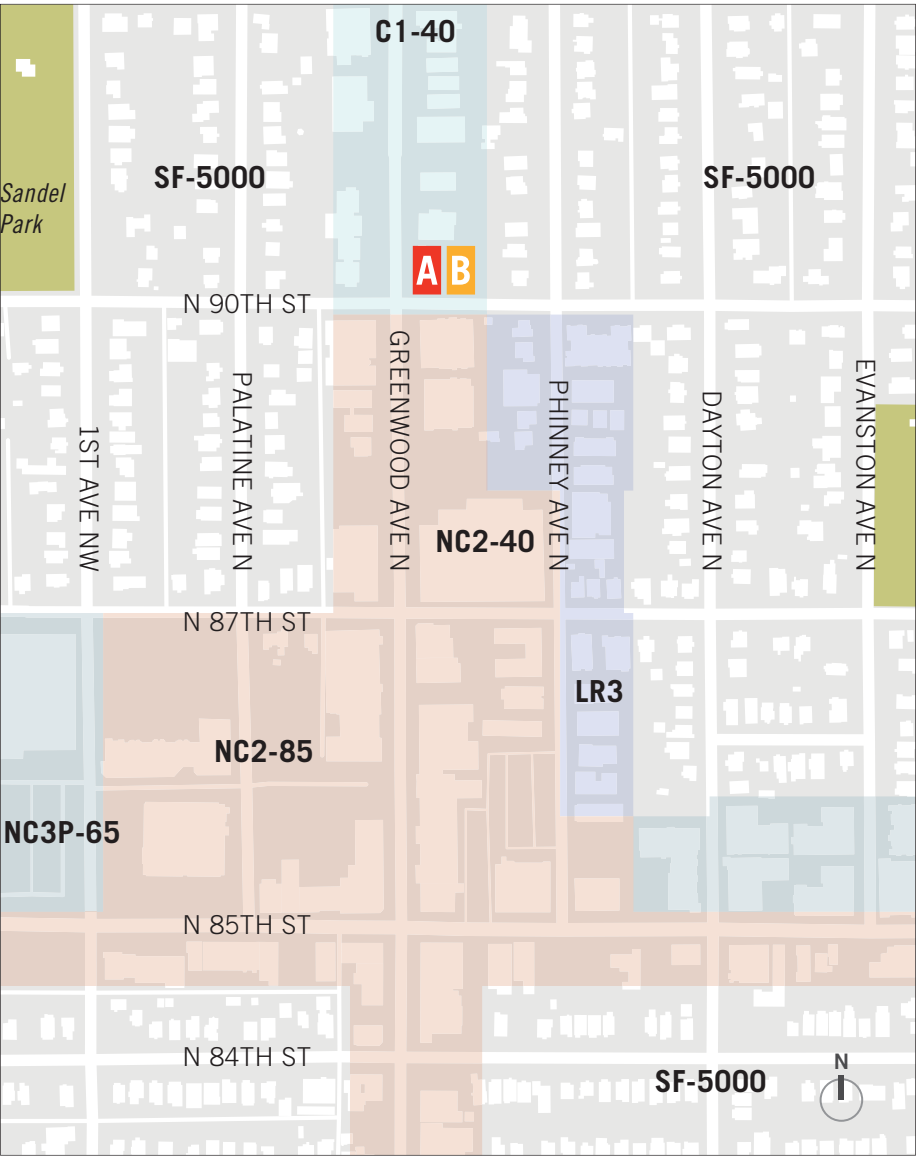 C1-40
SF-5000
SF-5000
Sandel
Park
A B
N 90TH ST
GREENWOOD AVE N
EVANSTON AVE N
PALATINE AVE N
PHINNEY AVE N
DAYTON AVE N
1ST AVE NW
NC2-40
N 87TH ST
LR3
NC2-85
NC3P-65
N 85TH ST
N 84TH ST
N
SF-5000